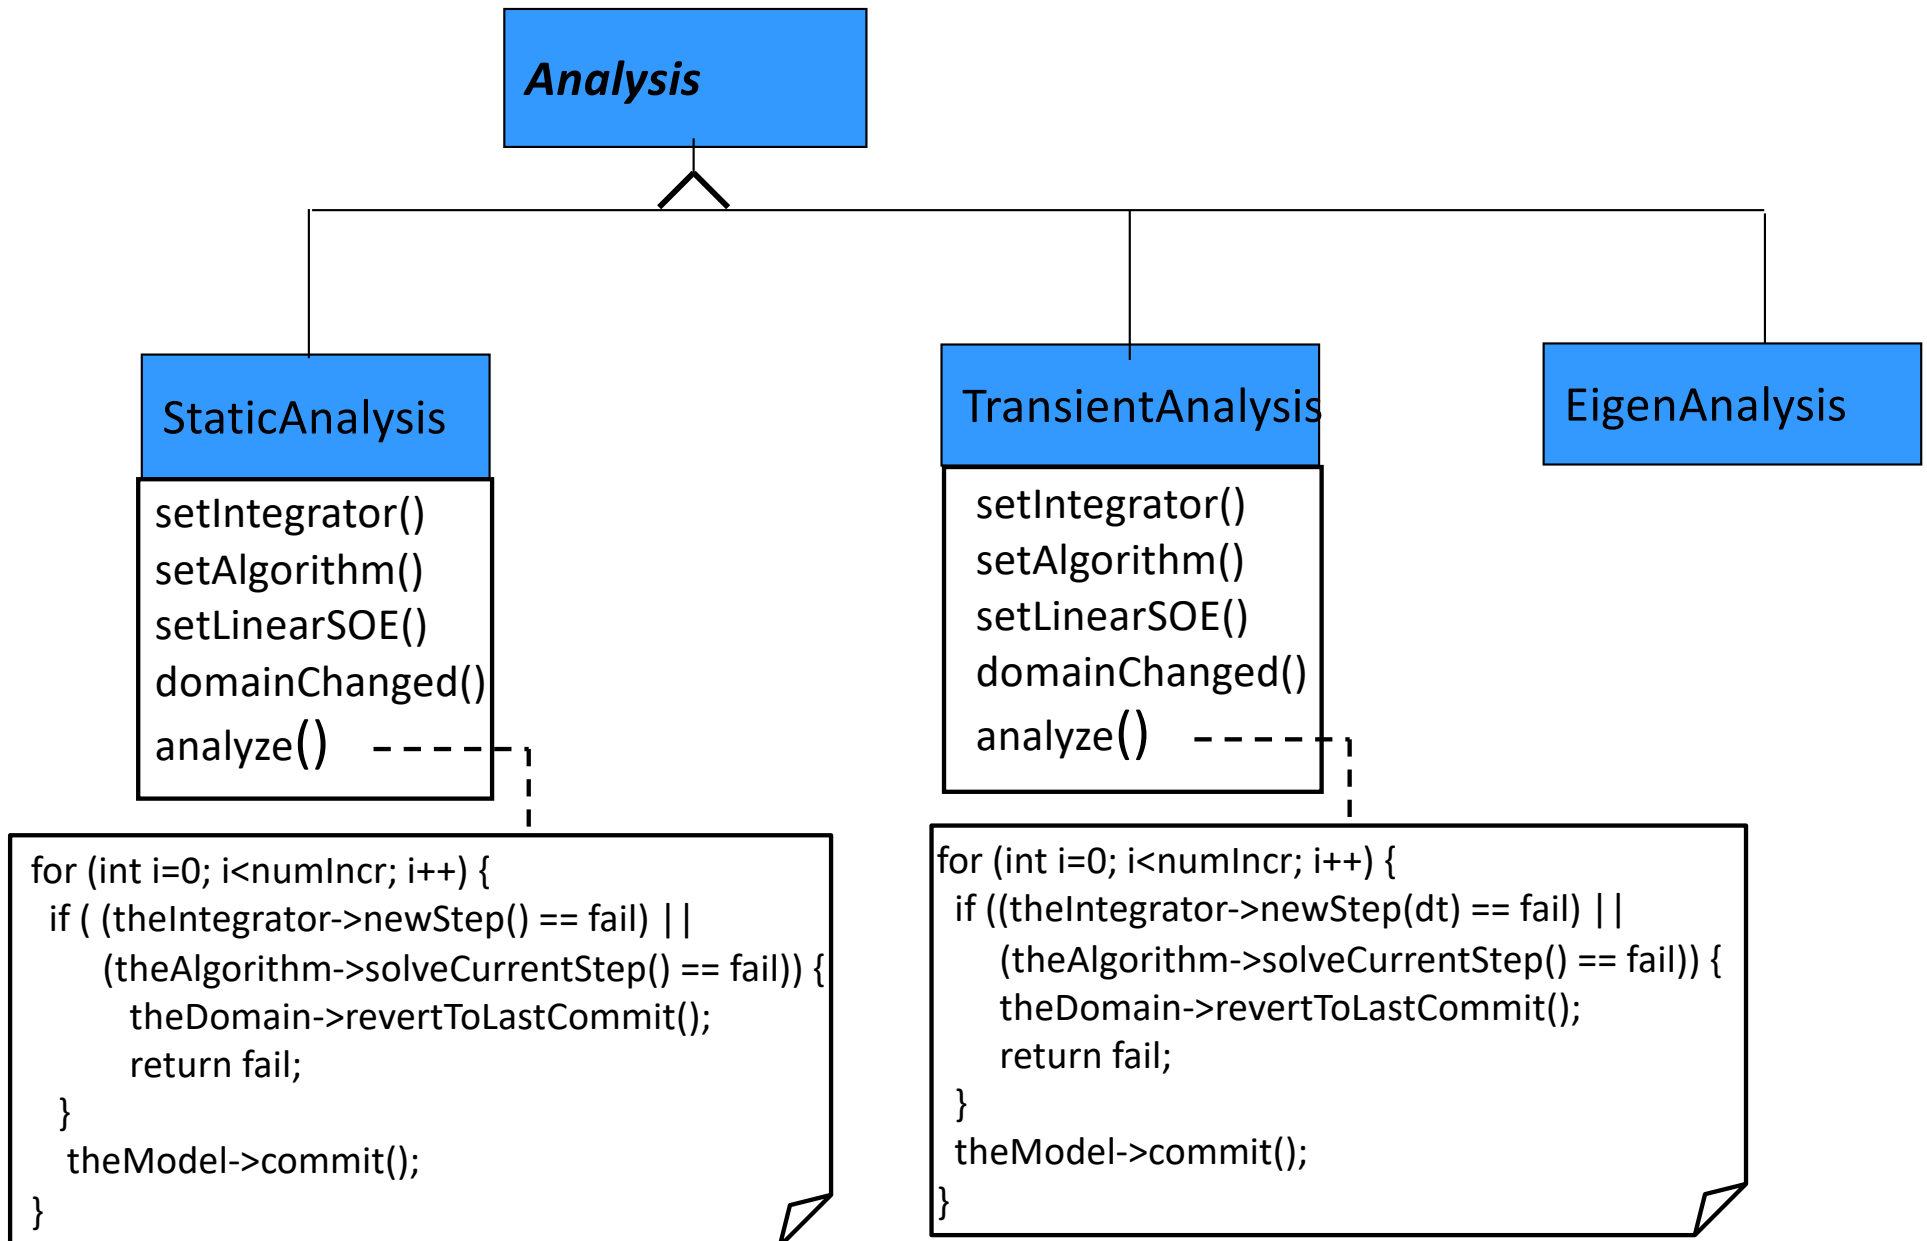 Analysis
StaticAnalysis
setIntegrator()
setAlgorithm()
setLinearSOE()
domainChanged()
analyze()
for (int i=0; i<numIncr; i++) {
if ( (theIntegrator->newStep() == fail) ||
(theAlgorithm->solveCurrentStep() == fail)) {
theDomain->revertToLastCommit();
return fail;
}
theModel->commit();
}
TransientAnalysis
setIntegrator()
setAlgorithm()
setLinearSOE()
domainChanged()
analyze()
for (int i=0; i<numIncr; i++) {
if ((theIntegrator->newStep(dt) == fail) ||
(theAlgorithm->solveCurrentStep() == fail)) {
theDomain->revertToLastCommit();
return fail;
}
theModel->commit();
}
EigenAnalysis